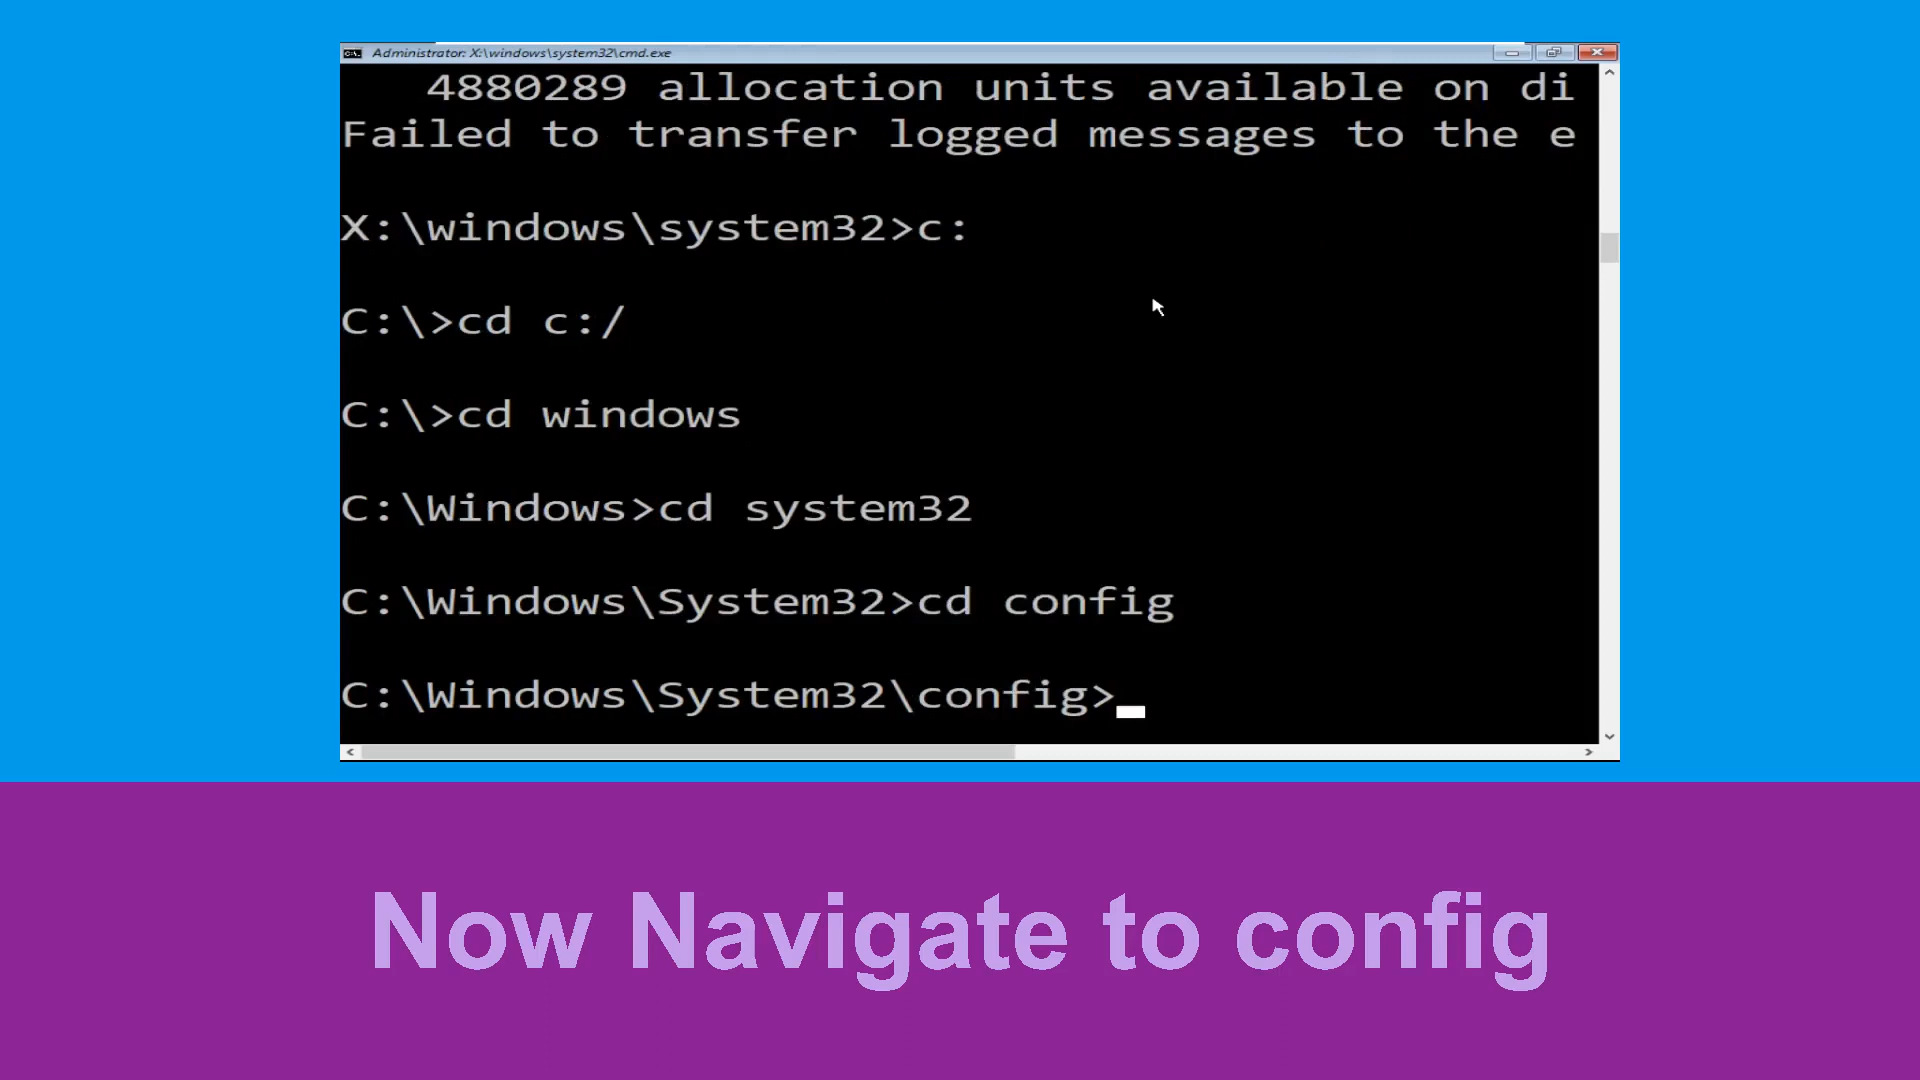 Administrator: X:\windows\system32\cmd.exe
4880289 allocation units available on di
Failed to transfer logged messages to the e
X:\windows\system32>c:
C:\>cd c:/
C:\>cd windows
C:\Windows>cd system32
C:\Windows\System32>cd config
C:\Windows\System32\config>
Now Navigate to config